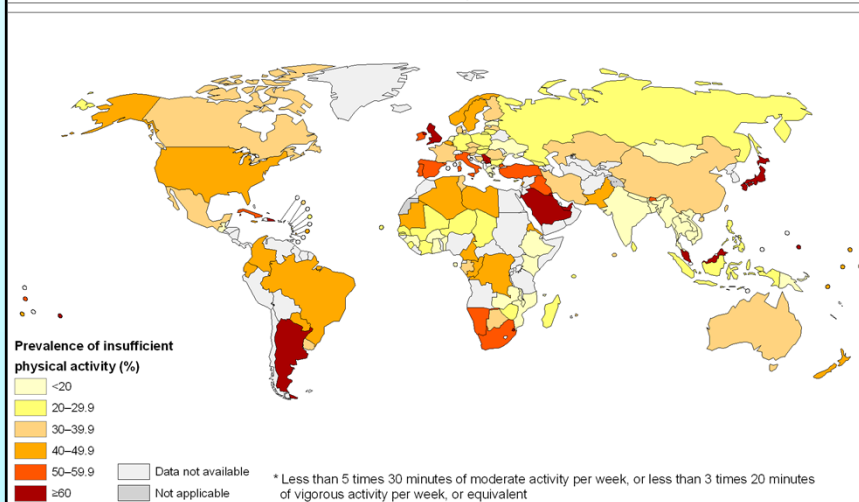 Prevalence of insufficient
physical activity (%)
<20
20–29.9
30–39.9
40–49.9
50–59.9
≥60
Data not available
Not applicable
* Less than 5 times 30 minutes of moderate activity per week, or less than 3 times 20 minutes
of vigorous activity per week, or equivalent